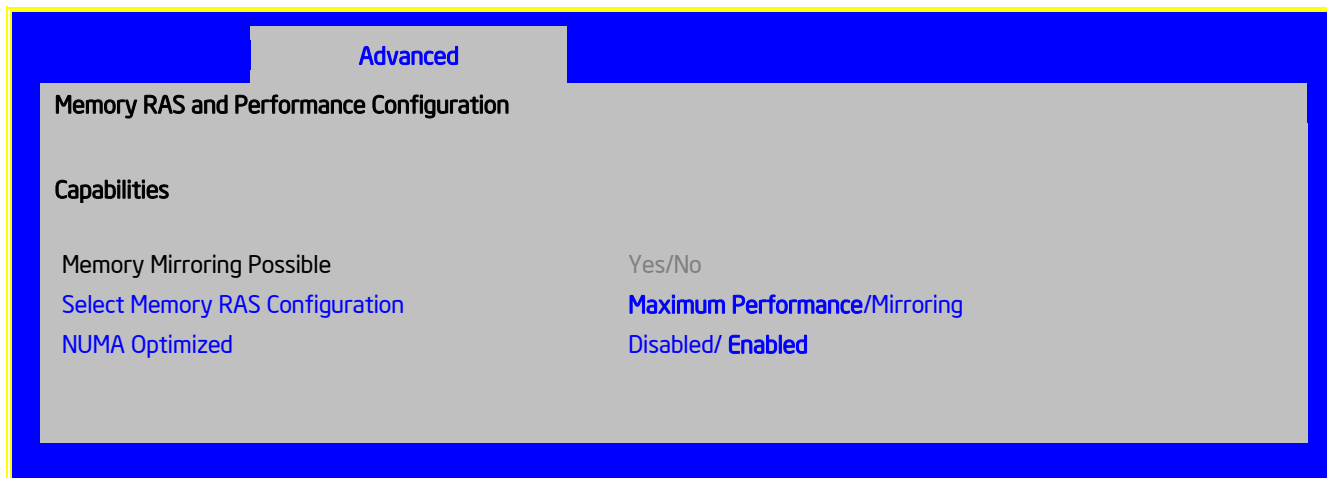 Advanced
Memory RAS and Performance Configuration
Capabilities
Memory Mirroring Possible Yes/No
Select Memory RAS Configuration Maximum Performance/Mirroring
NUMA Optimized Disabled/ Enabled